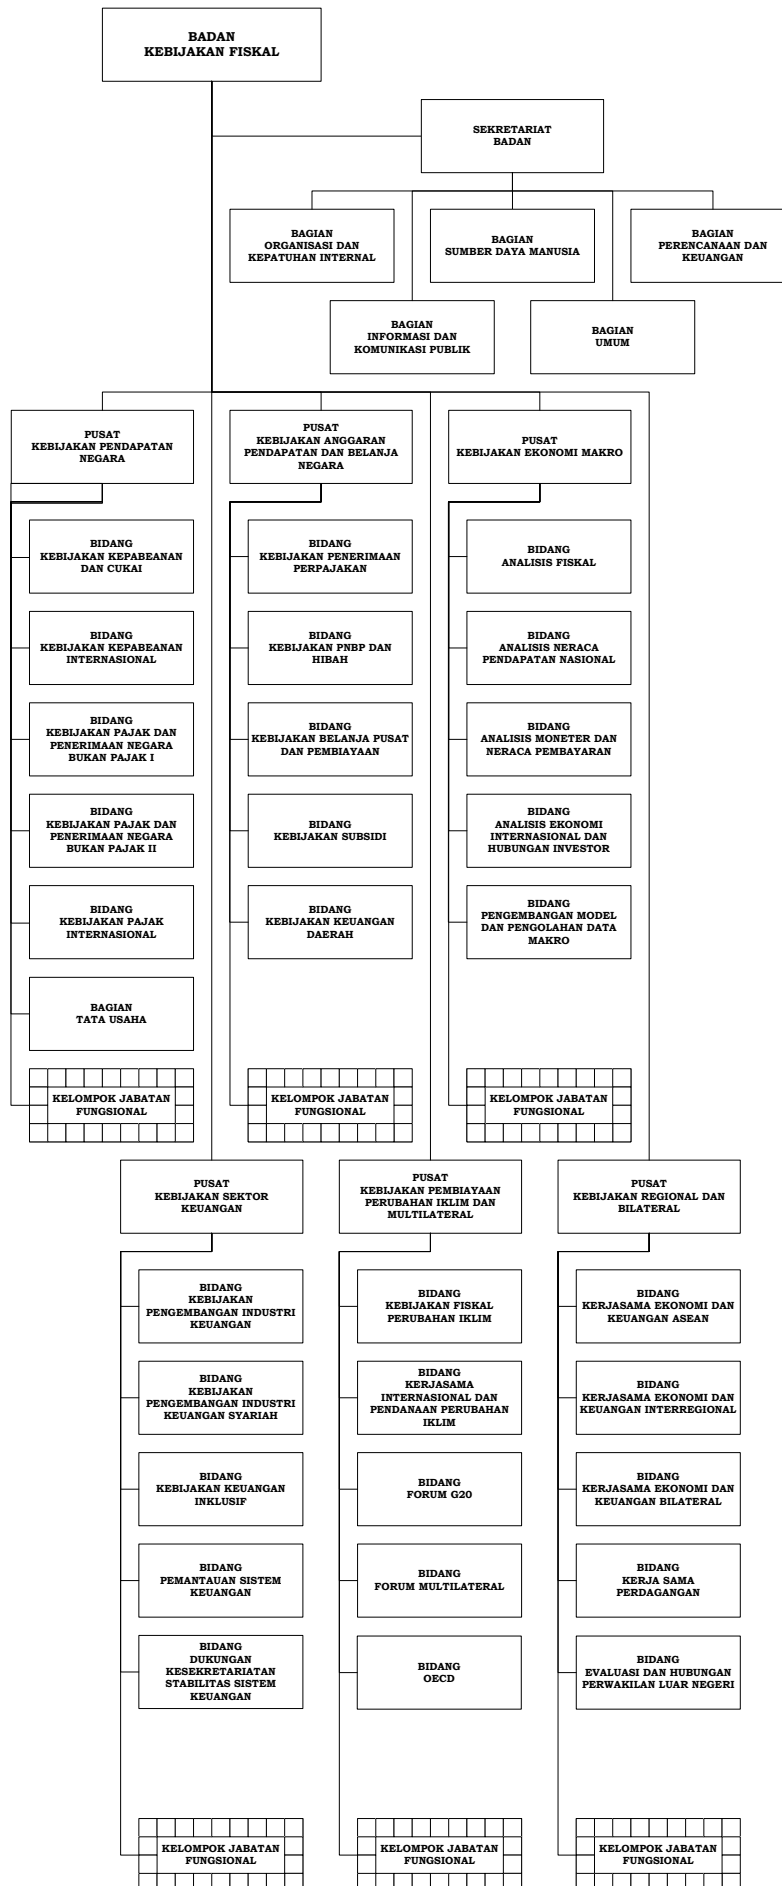 BADAN
KEBIJAKAN FISKAL
SEKRETARIAT
BADAN
BAGIAN
ORGANISASI DAN
KEPATUHAN INTERNAL
BAGIAN
SUMBER DAYA MANUSIA
BAGIAN
PERENCANAAN DAN
KEUANGAN
BAGIAN
INFORMASI DAN
KOMUNIKASI PUBLIK
BAGIAN
UMUM
PUSAT
KEBIJAKAN PENDAPATAN
NEGARA
BIDANG
KEBIJAKAN KEPABEANAN
DAN CUKAI
BIDANG
KEBIJAKAN KEPABEANAN
INTERNASIONAL
BIDANG
KEBIJAKAN PAJAK DAN
PENERIMAAN NEGARA
BUKAN PAJAK I
BIDANG
KEBIJAKAN PAJAK DAN
PENERIMAAN NEGARA
BUKAN PAJAK II
BIDANG
KEBIJAKAN PAJAK
INTERNASIONAL
BAGIAN
TATA USAHA
KELOMPOK JABATAN
FUNGSIONAL
PUSAT
KEBIJAKAN ANGGARAN
PENDAPATAN DAN BELANJA
NEGARA
BIDANG
KEBIJAKAN PENERIMAAN
PERPAJAKAN
BIDANG
KEBIJAKAN PNBP DAN
HIBAH
BIDANG
KEBIJAKAN BELANJA PUSAT
DAN PEMBIAYAAN
BIDANG
KEBIJAKAN SUBSIDI
BIDANG
KEBIJAKAN KEUANGAN
DAERAH
KELOMPOK JABATAN
FUNGSIONAL
PUSAT
KEBIJAKAN EKONOMI MAKRO
BIDANG
ANALISIS FISKAL
BIDANG
ANALISIS NERACA
PENDAPATAN NASIONAL
BIDANG
ANALISIS MONETER DAN
NERACA PEMBAYARAN
BIDANG
ANALISIS EKONOMI
INTERNASIONAL DAN
HUBUNGAN INVESTOR
BIDANG
PENGEMBANGAN MODEL
DAN PENGOLAHAN DATA
MAKRO
KELOMPOK JABATAN
FUNGSIONAL
PUSAT
KEBIJAKAN SEKTOR
KEUANGAN
BIDANG
KEBIJAKAN
PENGEMBANGAN INDUSTRI
KEUANGAN
BIDANG
KEBIJAKAN
PENGEMBANGAN INDUSTRI
KEUANGAN SYARIAH
BIDANG
KEBIJAKAN KEUANGAN
INKLUSIF
BIDANG
PEMANTAUAN SISTEM
KEUANGAN
BIDANG
DUKUNGAN
KESEKRETARIATAN
STABILITAS SISTEM
KEUANGAN
KELOMPOK JABATAN
FUNGSIONAL
PUSAT
KEBIJAKAN PEMBIAYAAN
PERUBAHAN IKLIM DAN
MULTILATERAL
BIDANG
KEBIJAKAN FISKAL
PERUBAHAN IKLIM
BIDANG
KERJASAMA
INTERNASIONAL DAN
PENDANAAN PERUBAHAN
IKLIM
BIDANG
FORUM G20
BIDANG
FORUM MULTILATERAL
BIDANG
OECD
KELOMPOK JABATAN
FUNGSIONAL
PUSAT
KEBIJAKAN REGIONAL DAN
BILATERAL
BIDANG
KERJASAMA EKONOMI DAN
KEUANGAN ASEAN
BIDANG
KERJASAMA EKONOMI DAN
KEUANGAN INTERREGIONAL
BIDANG
KERJASAMA EKONOMI DAN
KEUANGAN BILATERAL
BIDANG
KERJA SAMA
PERDAGANGAN
BIDANG
EVALUASI DAN HUBUNGAN
PERWAKILAN LUAR NEGERI
KELOMPOK JABATAN
FUNGSIONAL